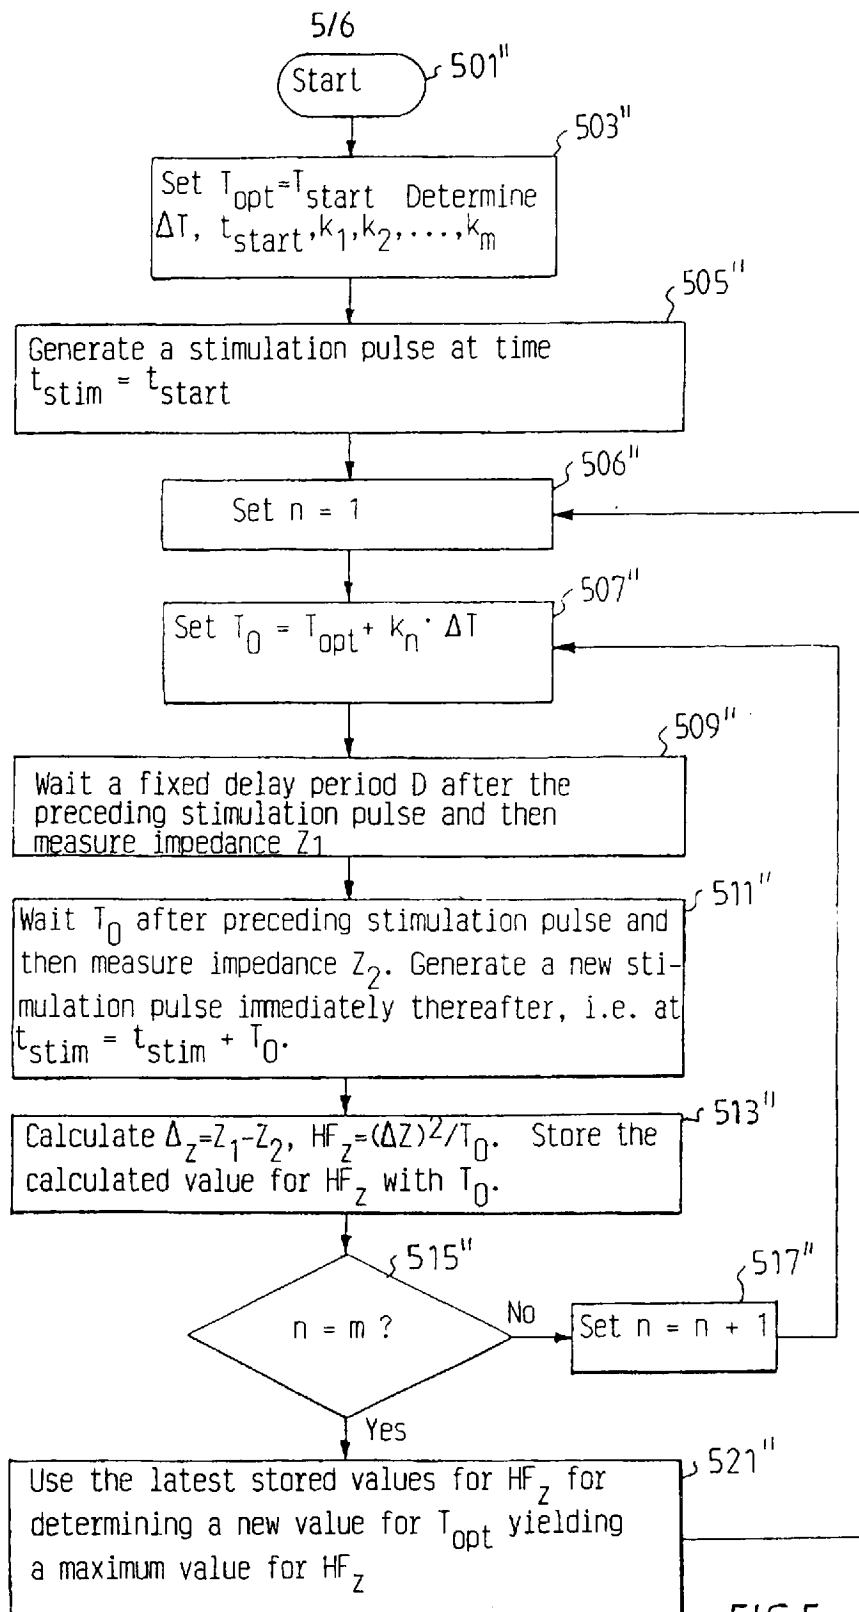 5/6
Start
501"
503"
Set T_opt=T_start Determine
ΔT, t_start,k_1,k_2,....,k_m
505"
Generate a stimulation pulse at time
t_stim = t_start
506"
Set n = 1
507"
Set T_0 = T_opt + k_n · ΔT
509"
Wait a fixed delay period D after the
preceding stimulation pulse and then
measure impedance Z_1
511"
Wait T_0 after preceding stimulation pulse and
then measure impedance Z_2. Generate a new sti-
mulation pulse immediately thereafter, i.e. at
t_stim = t_stim + T_0.
513"
Calculate Δ_z=Z_1-Z_2, HF_z=(ΔZ)²/T_0. Store the
calculated value for HF_z with T_0.
515"
n = m ?
No
517"
Set n = n + 1
Yes
521"
Use the latest stored values for HF_z for
determining a new value for T_opt yielding
a maximum value for HF_z